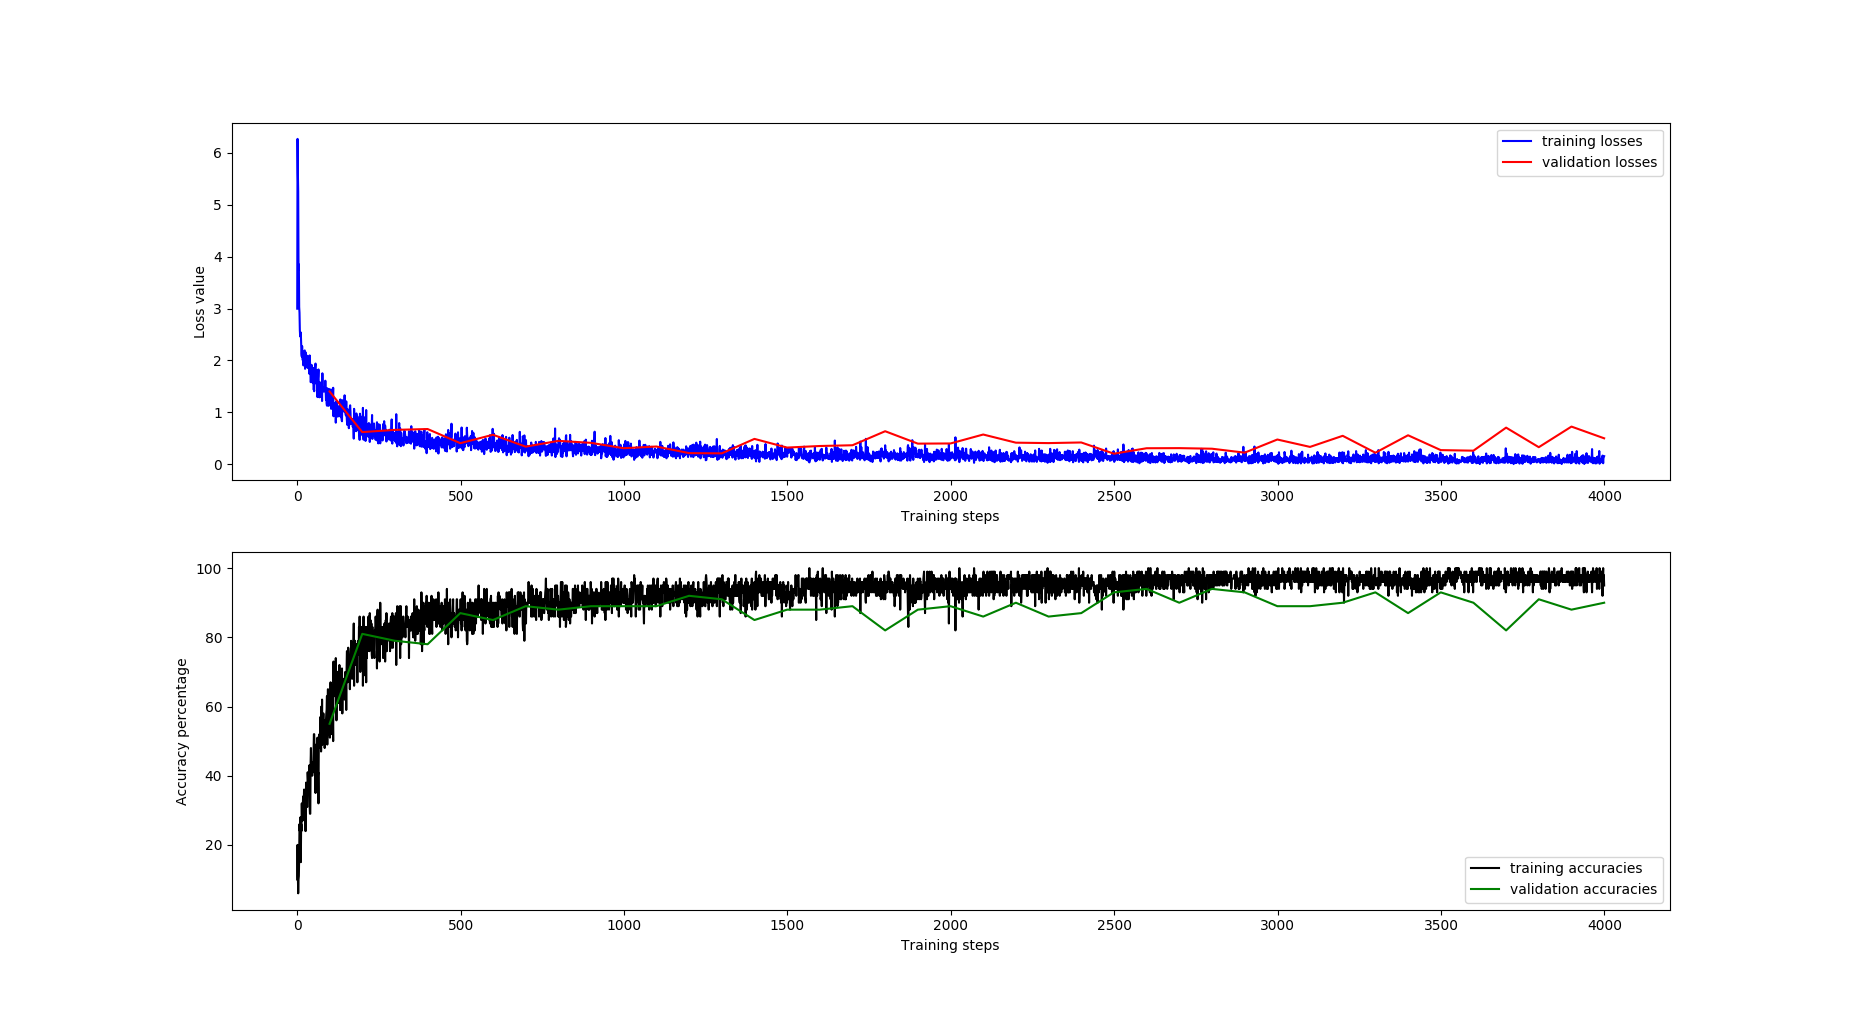 training losses
validation losses
Loss value
6
5
4
3
2
1
0
0 500 1000 1500 2000 2500 3000 3500 4000
Training steps
Accuracy percentage
100
80
60
40
20
training accuracies
validation accuracies
0 500 1000 1500 2000 2500 3000 3500 4000
Training steps